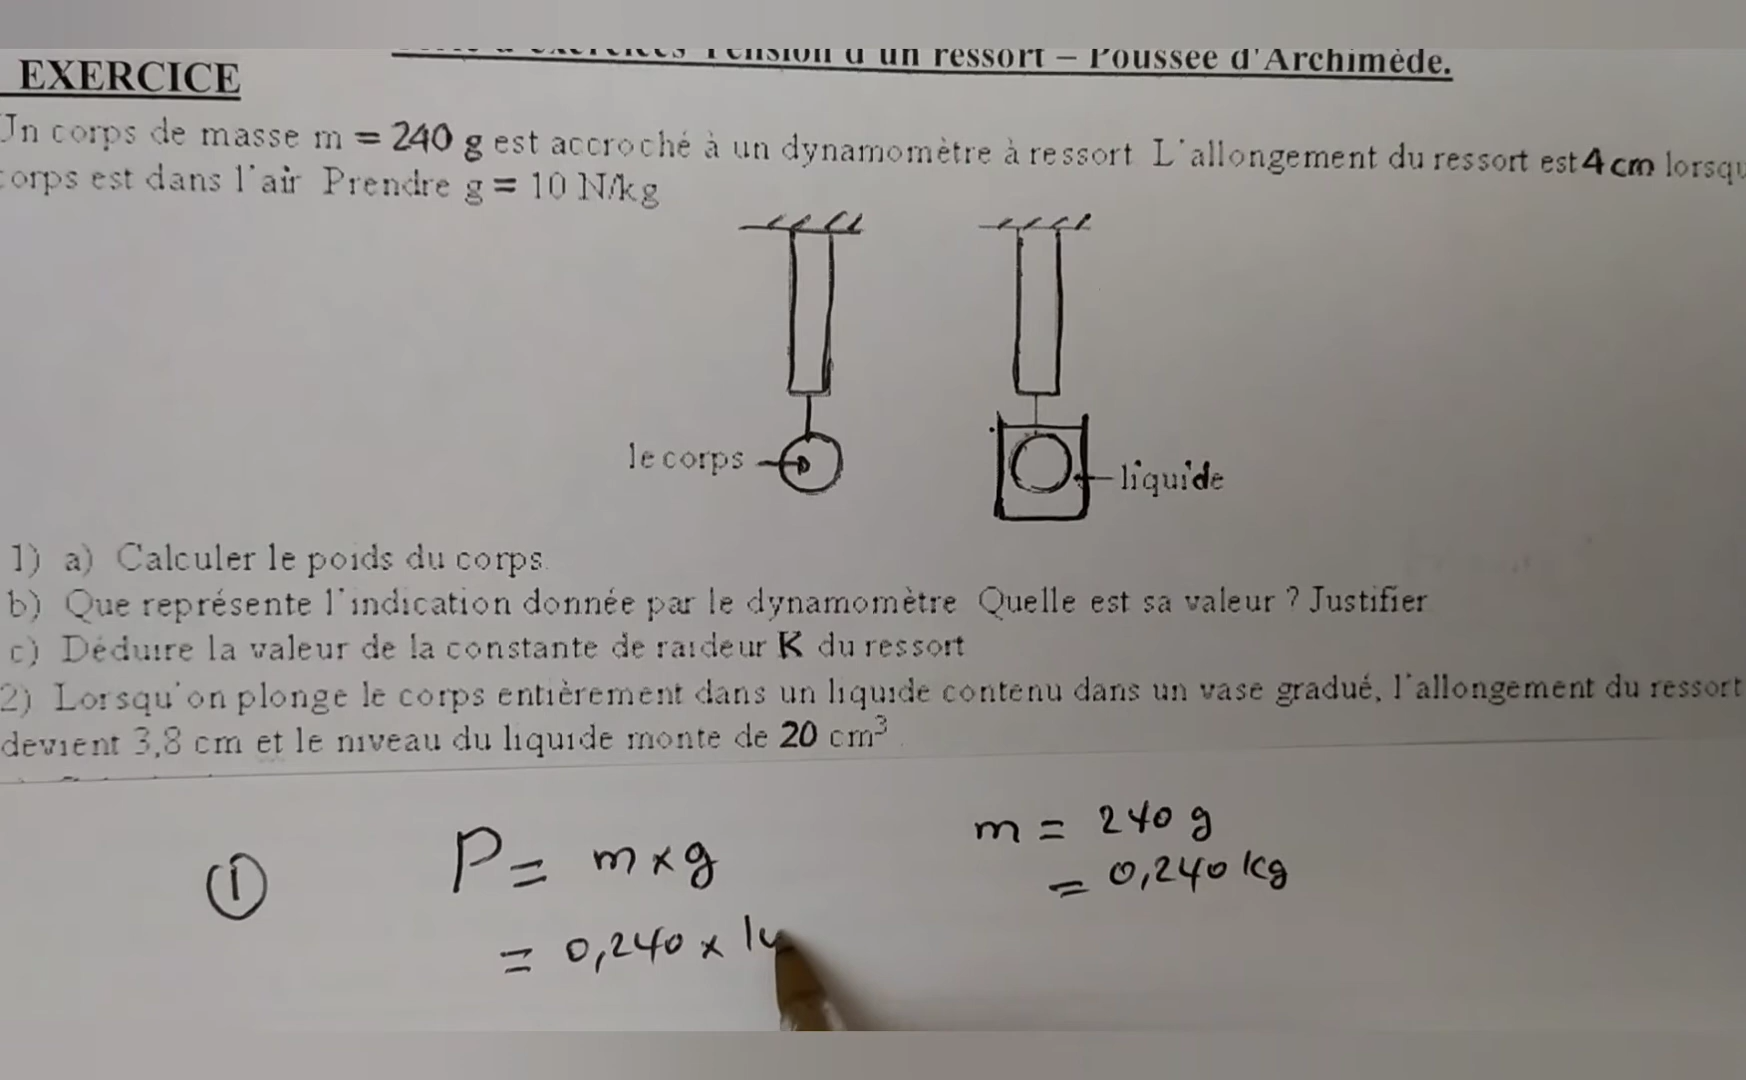 d'exercices Tension d'un ressort – Poussée d'Archimède.
EXERCICE
Un corps de masse m = 240 g est accroché à un dynamomètre à ressort L'allongement du ressort est 4 cm
corps est dans l'air Prendre g = 10 N/kg
le corps
liquide
1) a) Calculer le poids du corps.
b) Que représente l'indication donnée par le dynamomètre Quelle est sa valeur ? Justifier
c) Déduire la valeur de la constante de raideur K du ressort
2) Lorsqu'on plonge le corps entièrement dans un liquide contenu dans un vase gradué, l'allongement du ressort
devient 3,8 cm et le niveau du liquide monte de 20 cm³
m = 240 g
= 0,240 kg
① P = m × g
= 0,240 ×